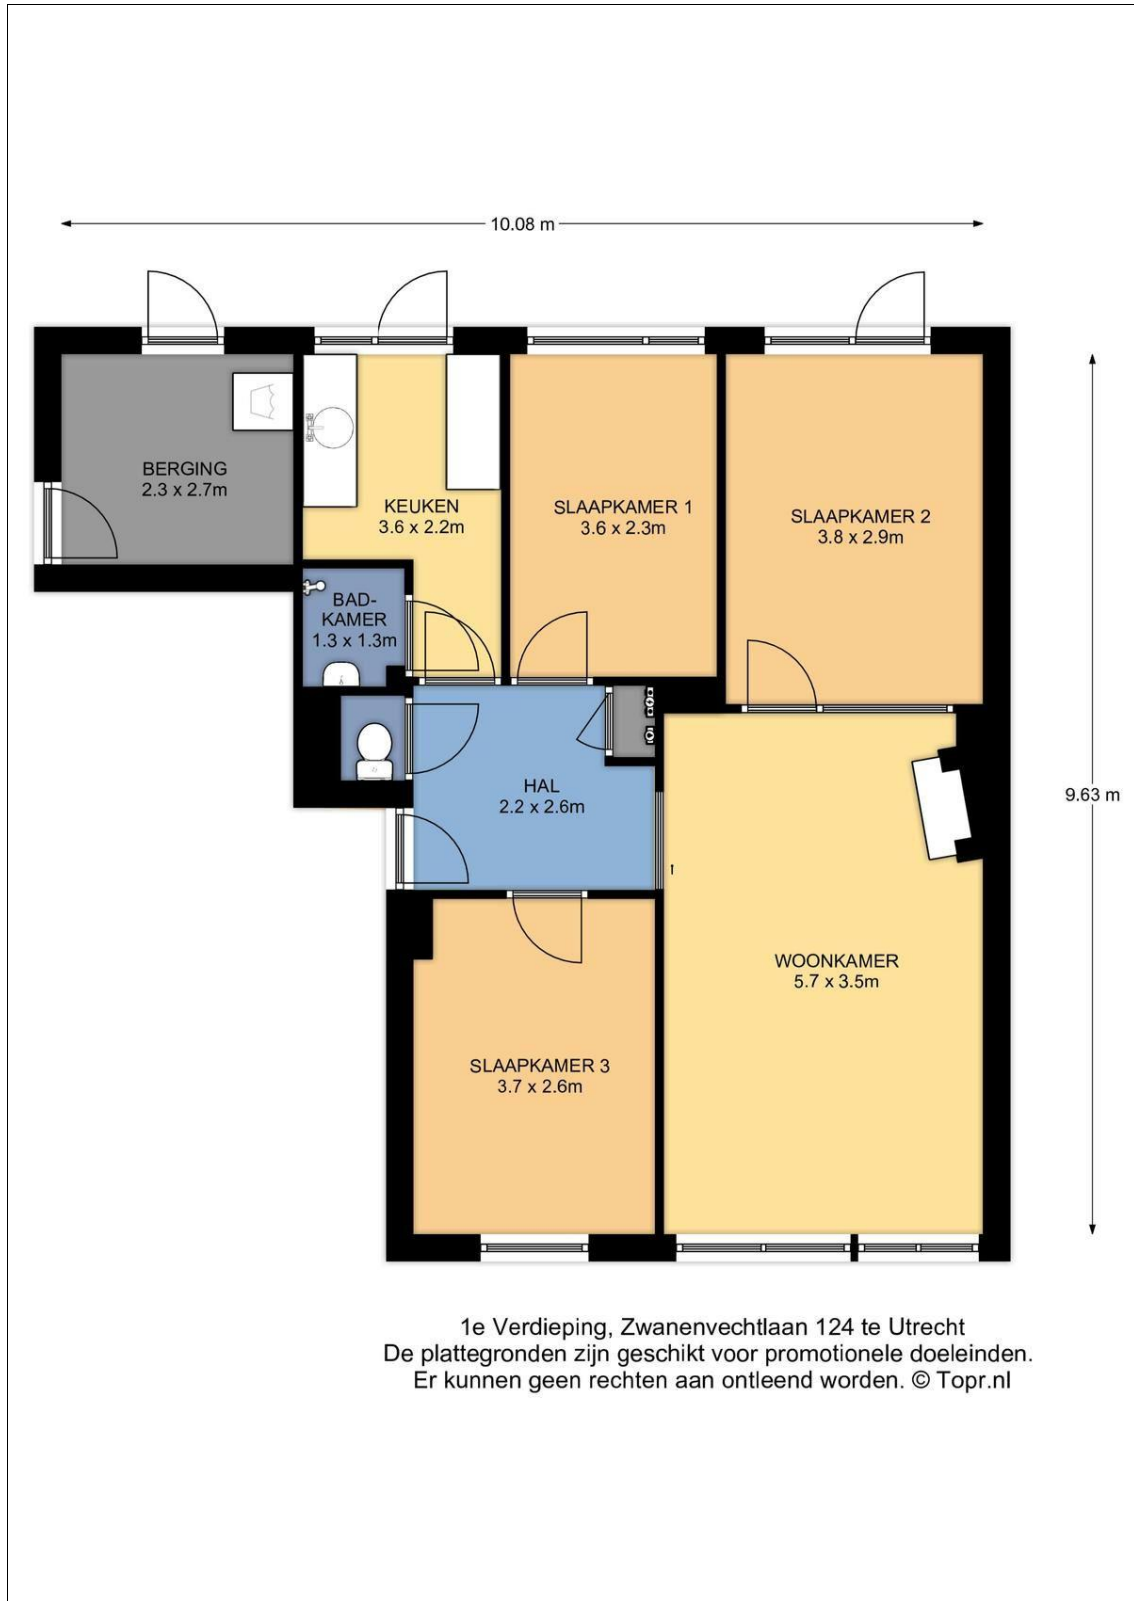 10.08 m
BERGING
2.3 x 2.7m
KEUKEN
3.6 x 2.2m
SLAAPKAMER 1
3.6 x 2.3m
SLAAPKAMER 2
3.8 x 2.9m
BAD-
KAMER
1.3 x 1.3m
HAL
2.2 x 2.6m
9.63 m
WOONKAMER
5.7 x 3.5m
SLAAPKAMER 3
3.7 x 2.6m
1e Verdieping, Zwanenvechtlaan 124 te Utrecht
De plattegronden zijn geschikt voor promotionele doeleinden.
Er kunnen geen rechten aan ontleend worden. © Topr.nl